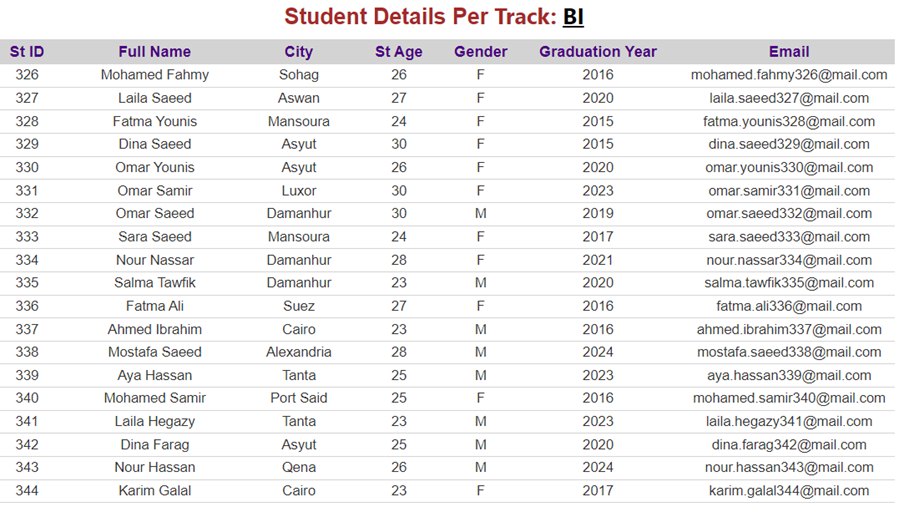 Student Details Per Track: BI
St ID Full Name City St Age Gender Graduation Year Email
326 Mohamed Fahmy Sohag 26 F 2016 mohamed.fahmy326@mail.com
327 Laila Saeed Aswan 27 F 2020 laila.saeed327@mail.com
328 Fatma Younis Mansoura 24 F 2015 fatma.younis328@mail.com
329 Dina Saeed Asyut 30 F 2015 dina.saeed329@mail.com
330 Omar Younis Asyut 26 F 2020 omar.younis330@mail.com
331 Omar Samir Luxor 30 F 2023 omar.samir331@mail.com
332 Omar Saeed Damanhur 30 M 2019 omar.saeed332@mail.com
333 Sara Saeed Mansoura 24 F 2017 sara.saeed333@mail.com
334 Nour Nassar Damanhur 28 F 2021 nour.nassar334@mail.com
335 Salma Tawfik Damanhur 23 M 2020 salma.tawfik335@mail.com
336 Fatma Ali Suez 27 F 2016 fatma.ali336@mail.com
337 Ahmed Ibrahim Cairo 23 M 2016 ahmed.ibrahim337@mail.com
338 Mostafa Saeed Alexandria 28 M 2024 mostafa.saeed338@mail.com
339 Aya Hassan Tanta 25 M 2023 aya.hassan339@mail.com
340 Mohamed Samir Port Said 25 F 2016 mohamed.samir340@mail.com
341 Laila Hegazy Tanta 23 M 2023 laila.hegazy341@mail.com
342 Dina Farag Asyut 25 M 2020 dina.farag342@mail.com
343 Nour Hassan Qena 26 M 2024 nour.hassan343@mail.com
344 Karim Galal Cairo 23 F 2017 karim.galal344@mail.com